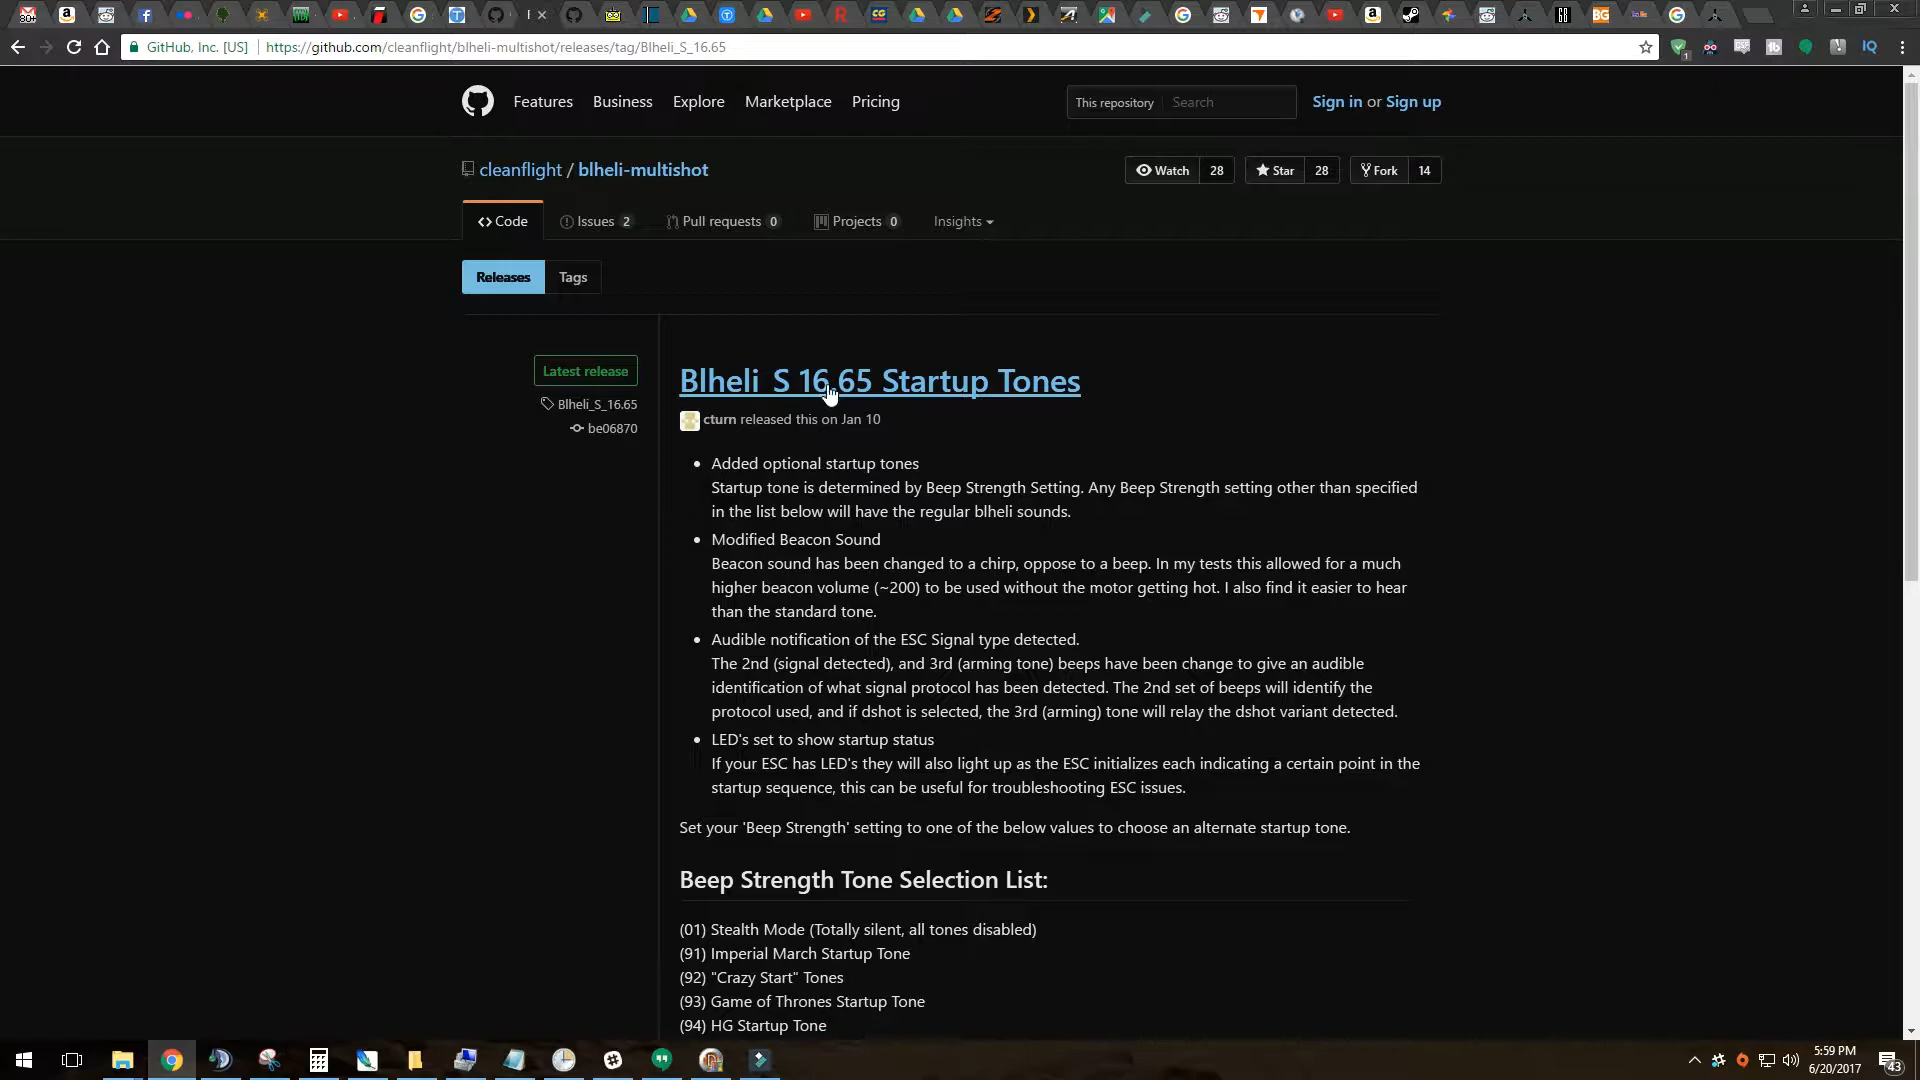 GitHub, Inc. [US] https://github.com/cleanflight/blheli-multishot/releases/tag/Blheli_S_16.65
Features Business Explore Marketplace Pricing This repository Search Sign in or Sign up
cleanflight / blheli-multishot Watch 28 Star 28 Fork 14
Code Issues 2 Pull requests 0 Projects 0 Insights
Releases Tags
Latest release
Blheli_S_16.65
be06870
Blheli_S 16.65 Startup Tones
cturn released this on Jan 10
Added optional startup tones
Startup tone is determined by Beep Strength Setting. Any Beep Strength setting other than specified
in the list below will have the regular blheli sounds.
Modified Beacon Sound
Beacon sound has been changed to a chirp, oppose to a beep. In my tests this allowed for a much
higher beacon volume (~200) to be used without the motor getting hot. I also find it easier to hear
than the standard tone.
Audible notification of the ESC Signal type detected.
The 2nd (signal detected), and 3rd (arming tone) beeps have been change to give an audible
identification of what signal protocol has been detected. The 2nd set of beeps will identify the
protocol used, and if dshot is selected, the 3rd (arming) tone will relay the dshot variant detected.
LED's set to show startup status
If your ESC has LED's they will also light up as the ESC initializes each indicating a certain point in the
startup sequence, this can be useful for troubleshooting ESC issues.
Set your 'Beep Strength' setting to one of the below values to choose an alternate startup tone.
Beep Strength Tone Selection List:
(01) Stealth Mode (Totally silent, all tones disabled)
(91) Imperial March Startup Tone
(92) "Crazy Start" Tones
(93) Game of Thrones Startup Tone
(94) HG Startup Tone
5:59 PM
6/20/2017
43